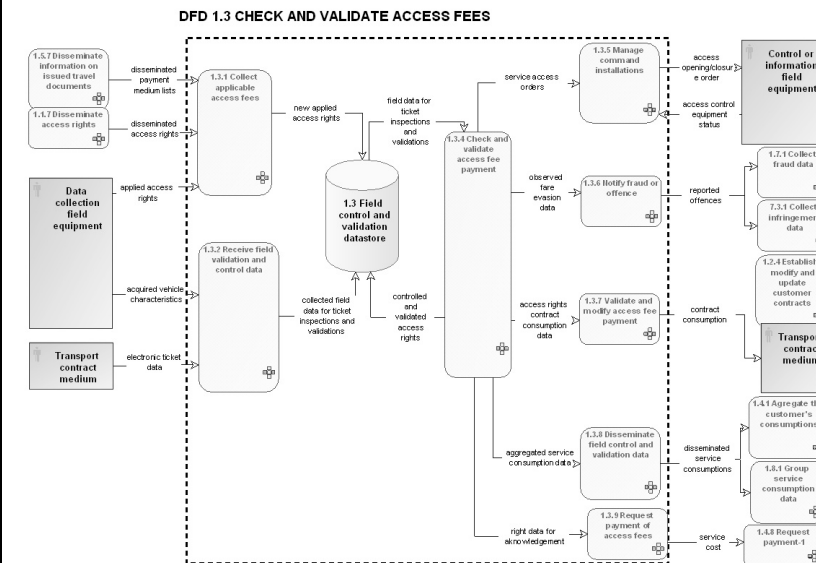 DFD 1.3 CHECK AND VALIDATE ACCESS FEES
1.5.7 Disseminate
information on
issued travel
documents
disseminated
payment
medium lists
1.1.7 Disseminate
access rights
disseminated
access rights
Data
collection
field
equipment
applied access
rights
acquired vehicle
characteristics
Transport
contract
medium
electronic ticket
data
1.3.1 Collect
applicable
access fees
new applied
access rights
1.3.2 Receive field
validation and
control data
1.3 Field
control and
validation
datastore
collected field
data for ticket
inspections and
validations
field data for
ticket
inspections
and
validations
controlled
and
validated
access
rights
1.3.4 Check and
validate
access fee
payment
service access
orders
observed
fare
evasion
data
access rights
contract
consumption
data
aggregated service
consumption data
right data for
aknowledgement
1.3.5 Manage
command
installations
1.3.6 Notify fraud or
offence
1.3.7 Validate and
modify access fee
payment
1.3.8 Disseminate
field control and
validation data
1.3.9 Request
payment of
access fees
access
opening/closur
e order
access control
equipment
status
reported
offences
contract
consumption
disseminated
service
consumptions
service
cost
Control or
information
field
equipment
1.7.1 Collect
fraud data
7.3.1 Collect
infringemen
data
1.2.4 Establish
modify and
update
customer
contracts
Transpor
contrac
medium
1.4.1 Agregate th
customer's
consumptions
1.8.1 Group
service
consumption
data
1.4.8 Request
payment-1